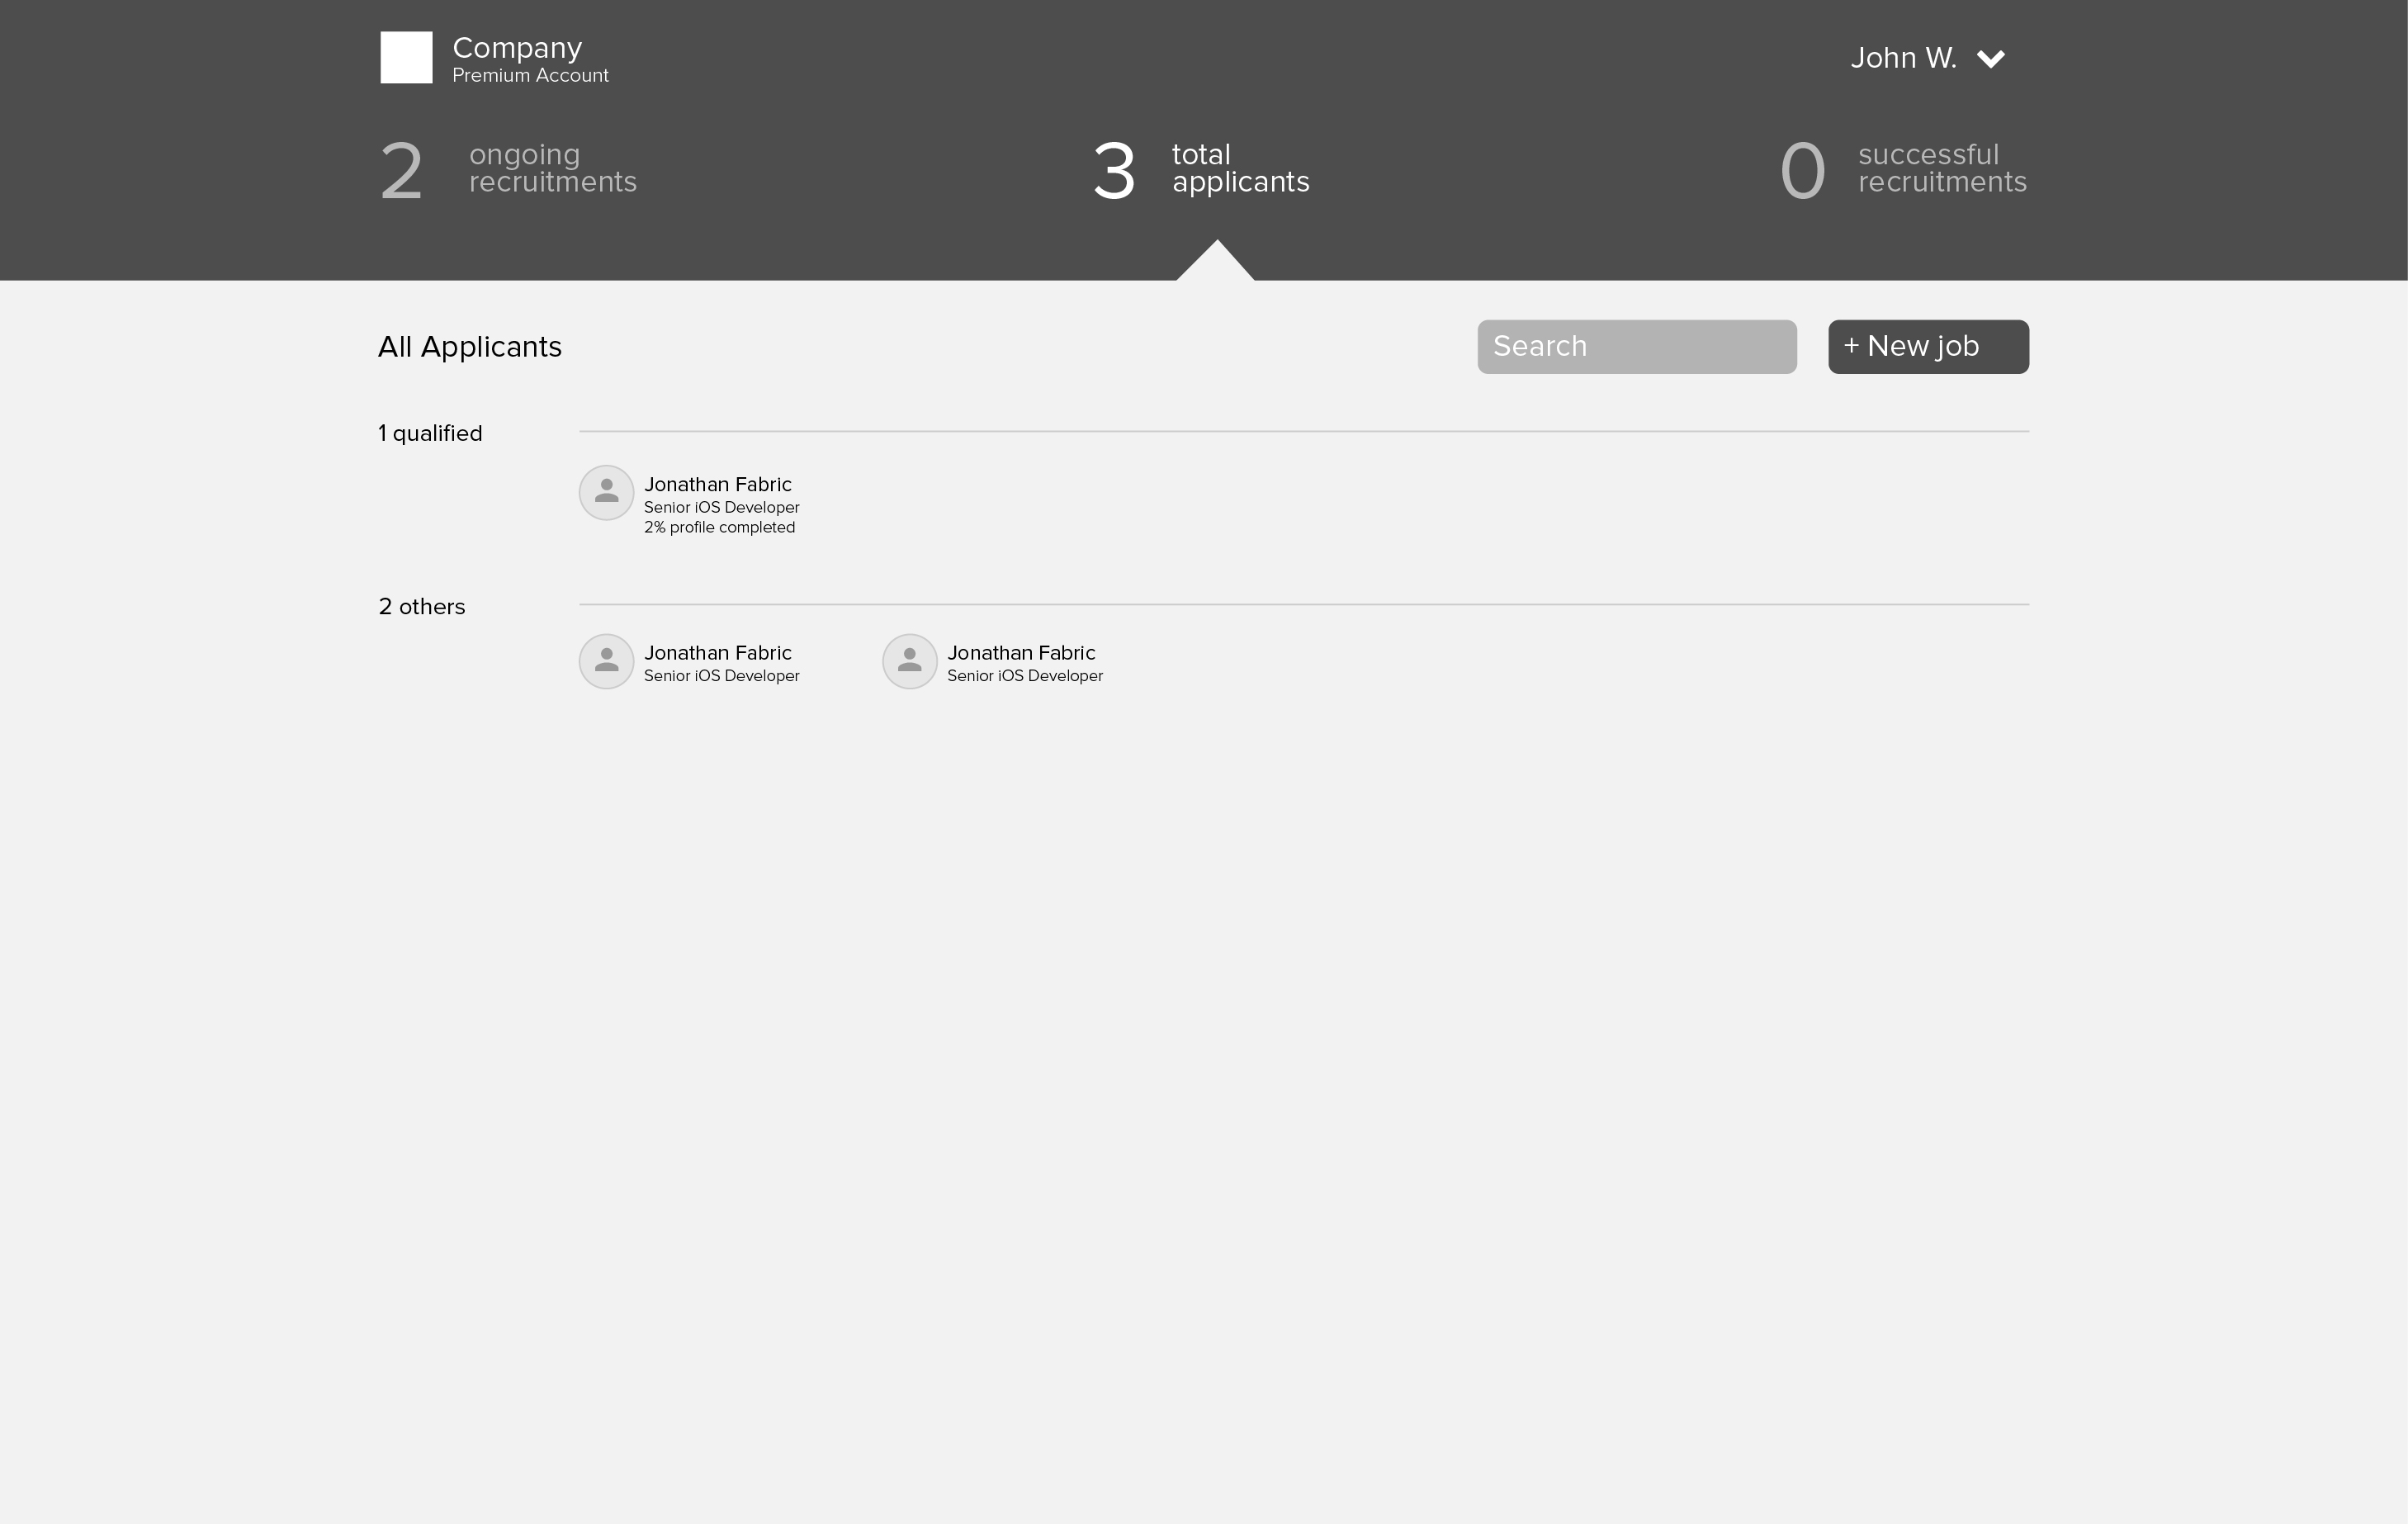 Company
Premium Account
John W.
2 ongoing
recruitments
3 total
applicants
0 successful
recruitments
All Applicants
Search
+ New job
1 qualified
Jonathan Fabric
Senior iOS Developer
2% profile completed
2 others
Jonathan Fabric
Senior iOS Developer
Jonathan Fabric
Senior iOS Developer